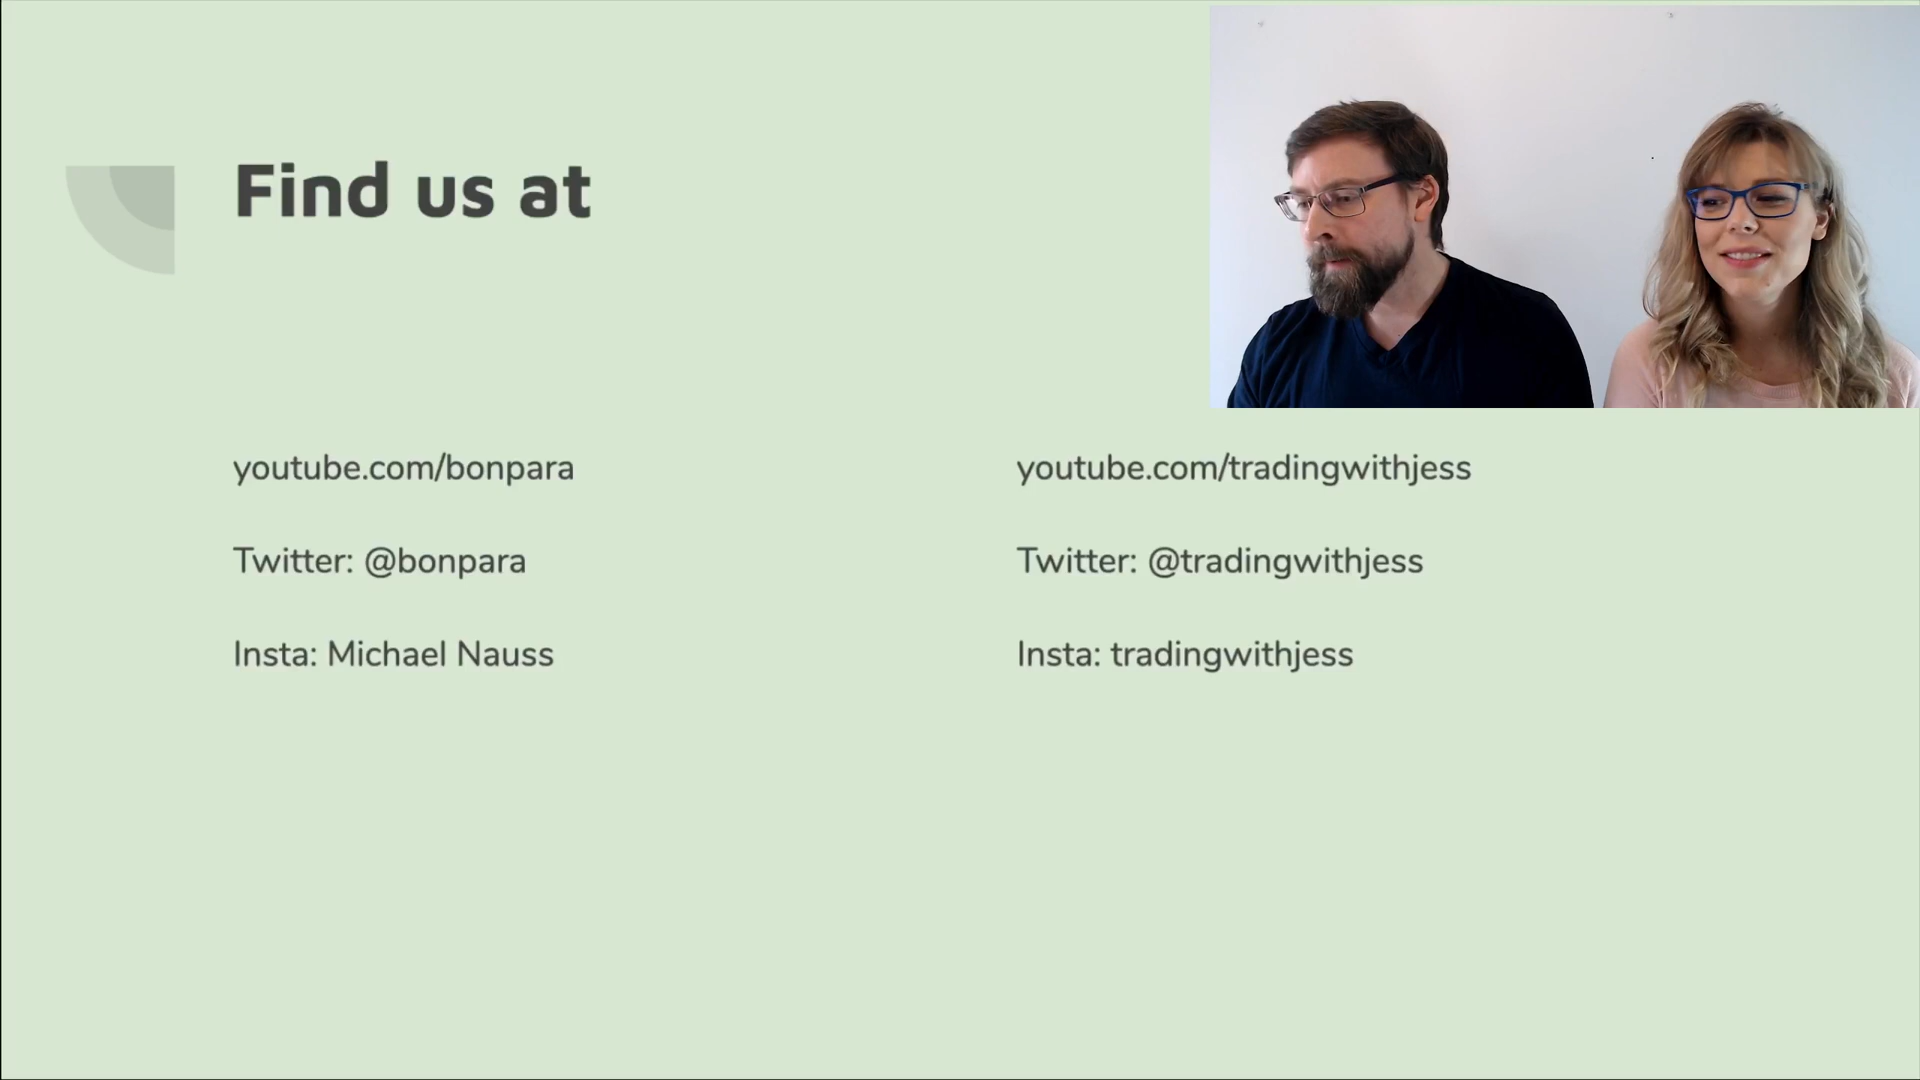 Find us at
youtube.com/bonpara
Twitter: @bonpara
Insta: Michael Nauss
youtube.com/tradingwithjess
Twitter: @tradingwithjess
Insta: tradingwithjess